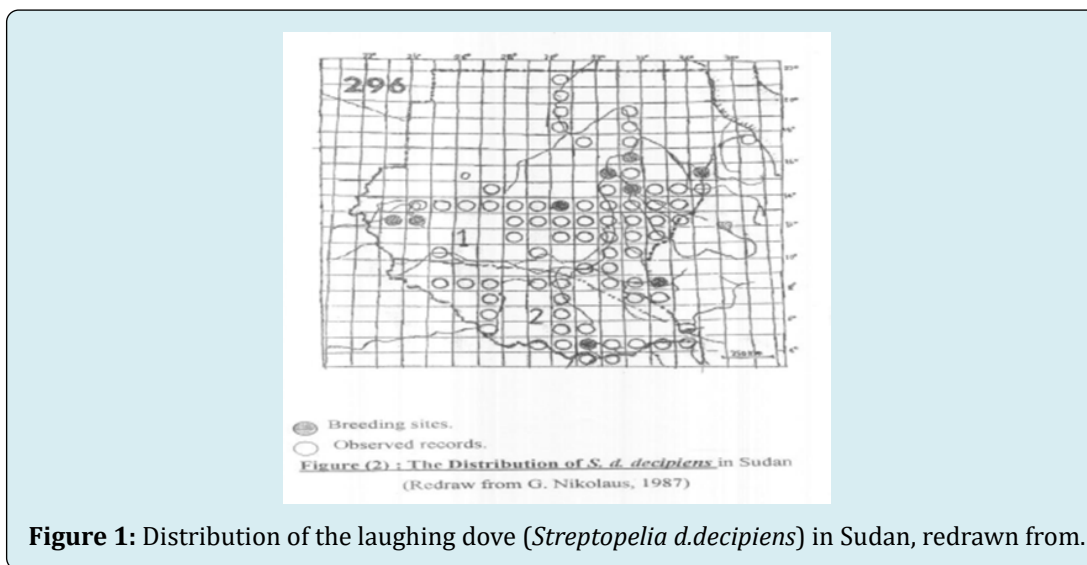 296
1
2
Breeding sites.
Observed records.
Figure (2) : The Distribution of S. d. decipiens in Sudan
(Redraw from G. Nikolaus, 1987)
Figure 1: Distribution of the laughing dove (Streptopelia d.decipiens) in Sudan, redrawn from.